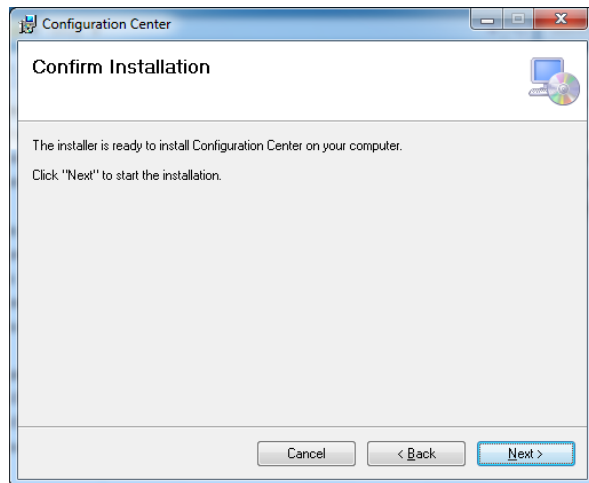 Configuration Center
Confirm Installation
The installer is ready to install Configuration Center on your computer.
Click "Next" to start the installation.
Cancel
< Back
Next >